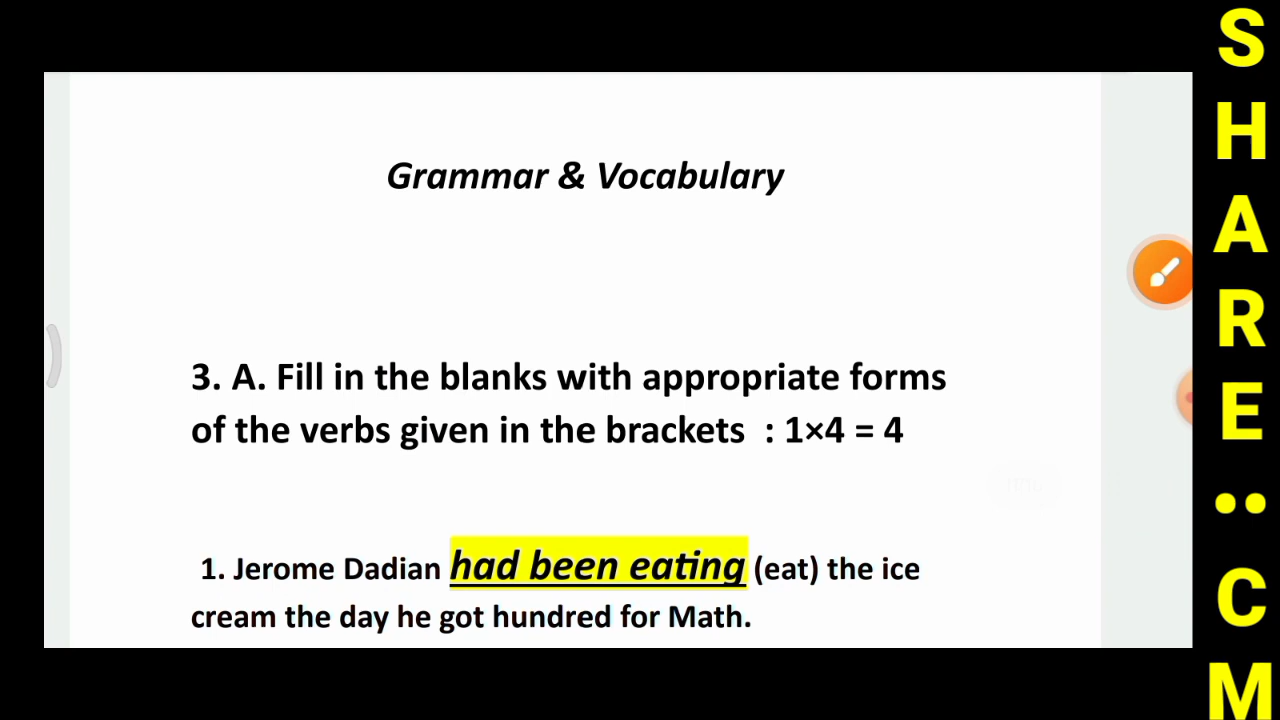 Grammar & Vocabulary
3. A. Fill in the blanks with appropriate forms
of the verbs given in the brackets : 1×4 = 4
1. Jerome Dadian had been eating (eat) the ice
cream the day he got hundred for Math.
S
H
A
R
E
••
C
M